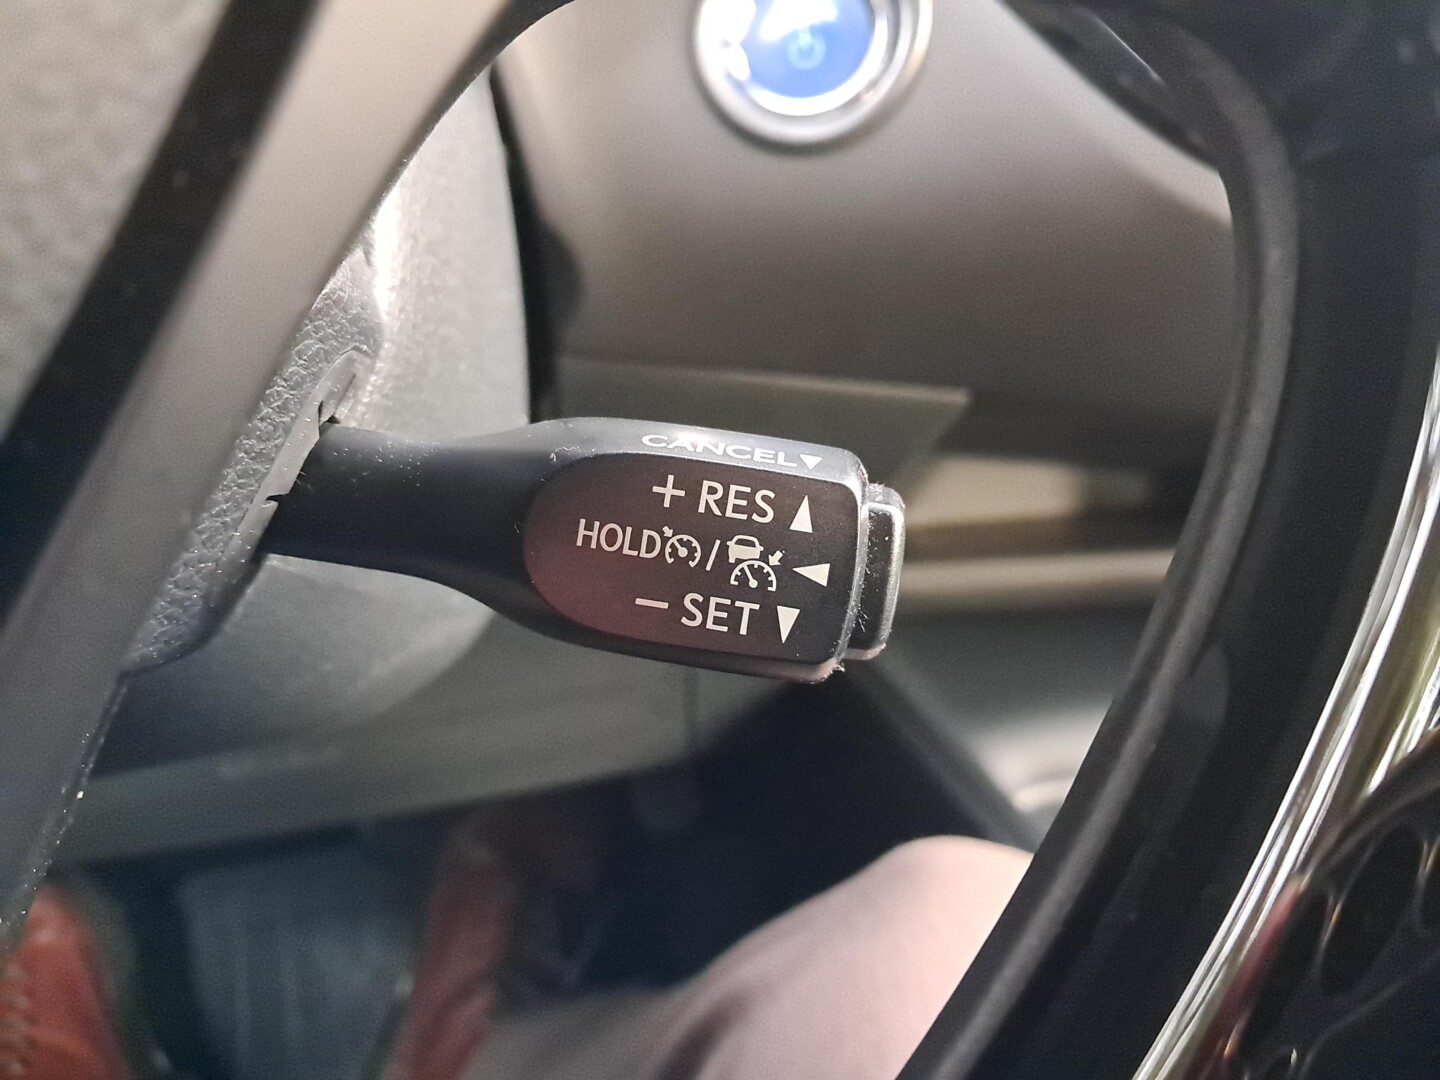 CANCEL▼
+ RES ▲
HOLD / ◀
− SET ▼